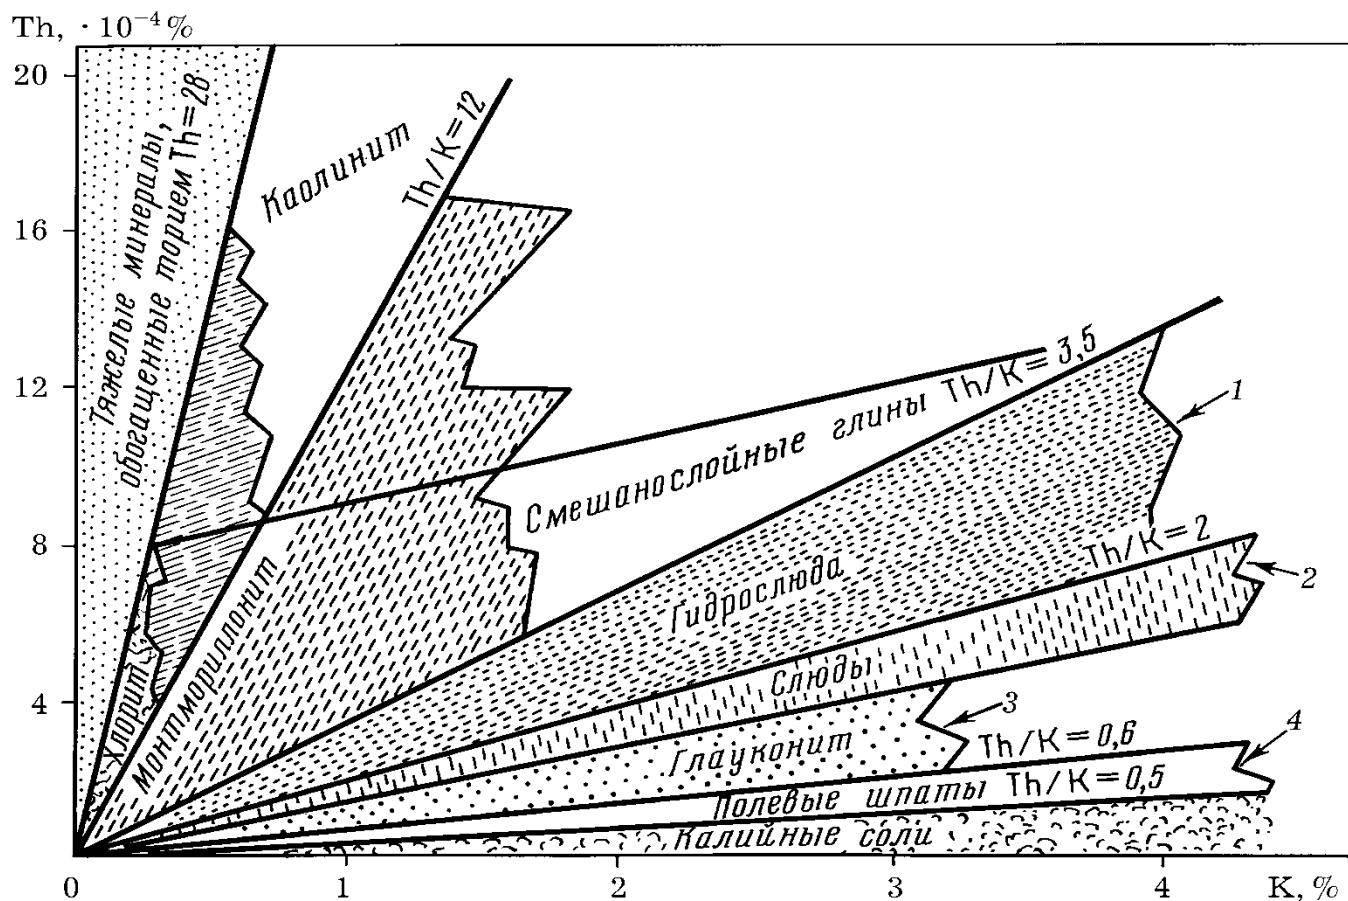 Th, · 10⁻⁴ %
20
16
12
8
4
0
1
2
3
4
K, %
Тяжелые минералы,
обогащенные торием Th = 28
Каолинит
Th/K = 12
Хлорит
Монтмориллонит
Смешанослойные глины Th/K = 3,5
Гидрослюда
Th/K = 2
Слюды
Глауконит
Th/K = 0,6
Полевые шпаты Th/K = 0,5
Калийные соли
1
2
3
4